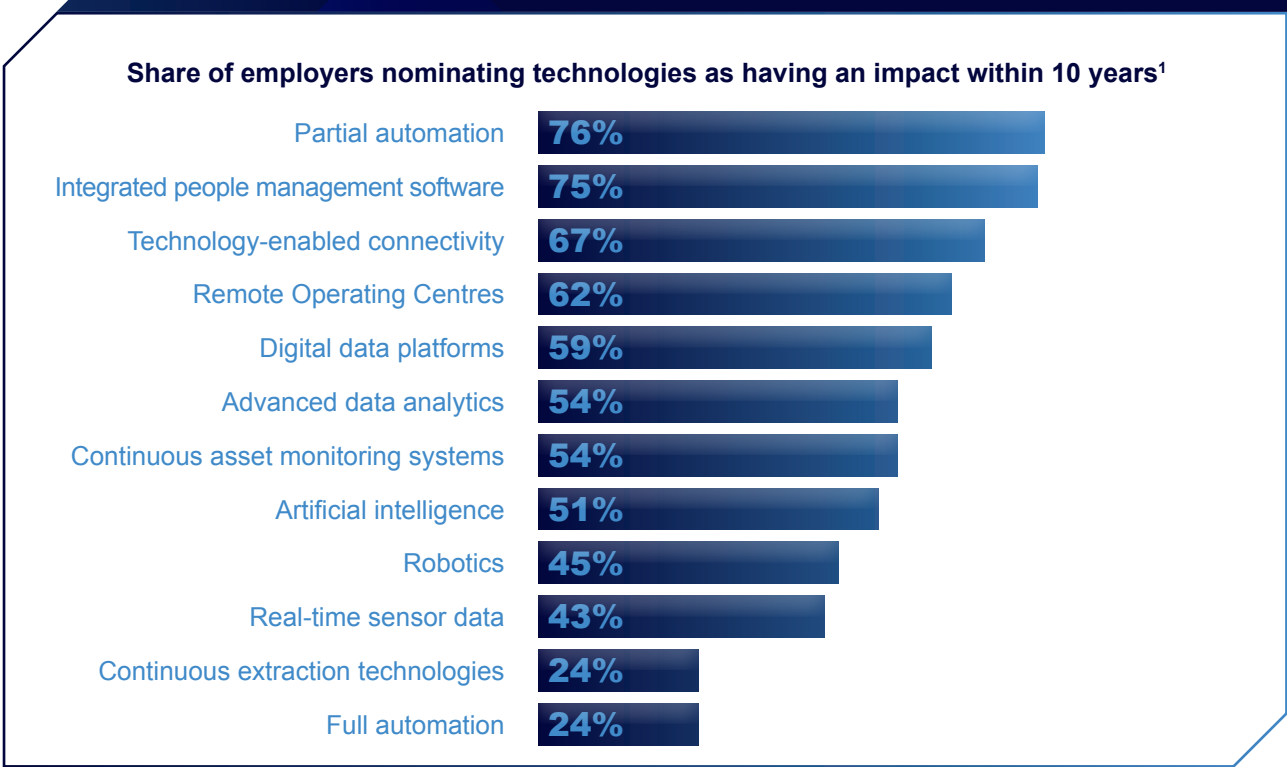 Share of employers nominating technologies as having an impact within 10 years¹
Partial automation 76%
Integrated people management software 75%
Technology-enabled connectivity 67%
Remote Operating Centres 62%
Digital data platforms 59%
Advanced data analytics 54%
Continuous asset monitoring systems 54%
Artificial intelligence 51%
Robotics 45%
Real-time sensor data 43%
Continuous extraction technologies 24%
Full automation 24%